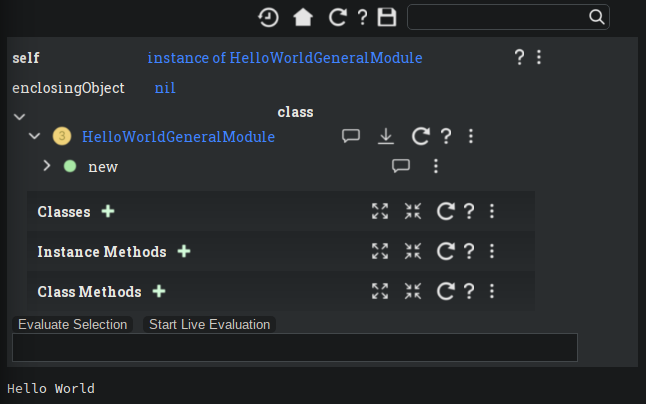 self instance of HelloWorldGeneralModule ?
enclosingObject nil
class
3 HelloWorldGeneralModule ?
new
Classes ?
Instance Methods ?
Class Methods ?
Evaluate Selection Start Live Evaluation
Hello World